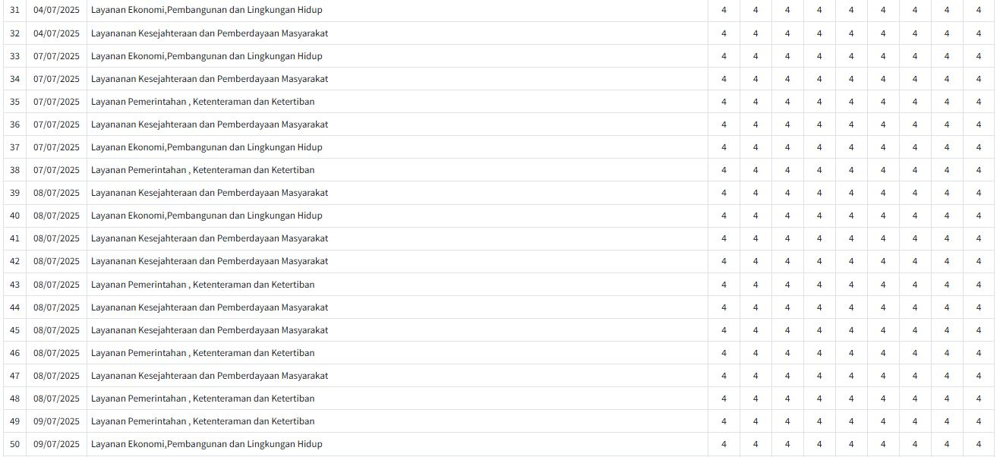 31 04/07/2025 Layanan Ekonomi,Pembangunan dan Lingkungan Hidup 4 4 4 4 4 4 4 4 4
32 04/07/2025 Layananan Kesejahteraan dan Pemberdayaan Masyarakat 4 4 4 4 4 4 4 4 4
33 07/07/2025 Layanan Ekonomi,Pembangunan dan Lingkungan Hidup 4 4 4 4 4 4 4 4 4
34 07/07/2025 Layananan Kesejahteraan dan Pemberdayaan Masyarakat 4 4 4 4 4 4 4 4 4
35 07/07/2025 Layanan Pemerintahan , Ketenteraman dan Ketertiban 4 4 4 4 4 4 4 4 4
36 07/07/2025 Layananan Kesejahteraan dan Pemberdayaan Masyarakat 4 4 4 4 4 4 4 4 4
37 07/07/2025 Layanan Ekonomi,Pembangunan dan Lingkungan Hidup 4 4 4 4 4 4 4 4 4
38 07/07/2025 Layanan Pemerintahan , Ketenteraman dan Ketertiban 4 4 4 4 4 4 4 4 4
39 08/07/2025 Layananan Kesejahteraan dan Pemberdayaan Masyarakat 4 4 4 4 4 4 4 4 4
40 08/07/2025 Layanan Ekonomi,Pembangunan dan Lingkungan Hidup 4 4 4 4 4 4 4 4 4
41 08/07/2025 Layananan Kesejahteraan dan Pemberdayaan Masyarakat 4 4 4 4 4 4 4 4 4
42 08/07/2025 Layananan Kesejahteraan dan Pemberdayaan Masyarakat 4 4 4 4 4 4 4 4 4
43 08/07/2025 Layanan Pemerintahan , Ketenteraman dan Ketertiban 4 4 4 4 4 4 4 4 4
44 08/07/2025 Layananan Kesejahteraan dan Pemberdayaan Masyarakat 4 4 4 4 4 4 4 4 4
45 08/07/2025 Layananan Kesejahteraan dan Pemberdayaan Masyarakat 4 4 4 4 4 4 4 4 4
46 08/07/2025 Layanan Pemerintahan , Ketenteraman dan Ketertiban 4 4 4 4 4 4 4 4 4
47 08/07/2025 Layananan Kesejahteraan dan Pemberdayaan Masyarakat 4 4 4 4 4 4 4 4 4
48 08/07/2025 Layanan Pemerintahan , Ketenteraman dan Ketertiban 4 4 4 4 4 4 4 4 4
49 09/07/2025 Layanan Pemerintahan , Ketenteraman dan Ketertiban 4 4 4 4 4 4 4 4 4
50 09/07/2025 Layanan Ekonomi,Pembangunan dan Lingkungan Hidup 4 4 4 4 4 4 4 4 4